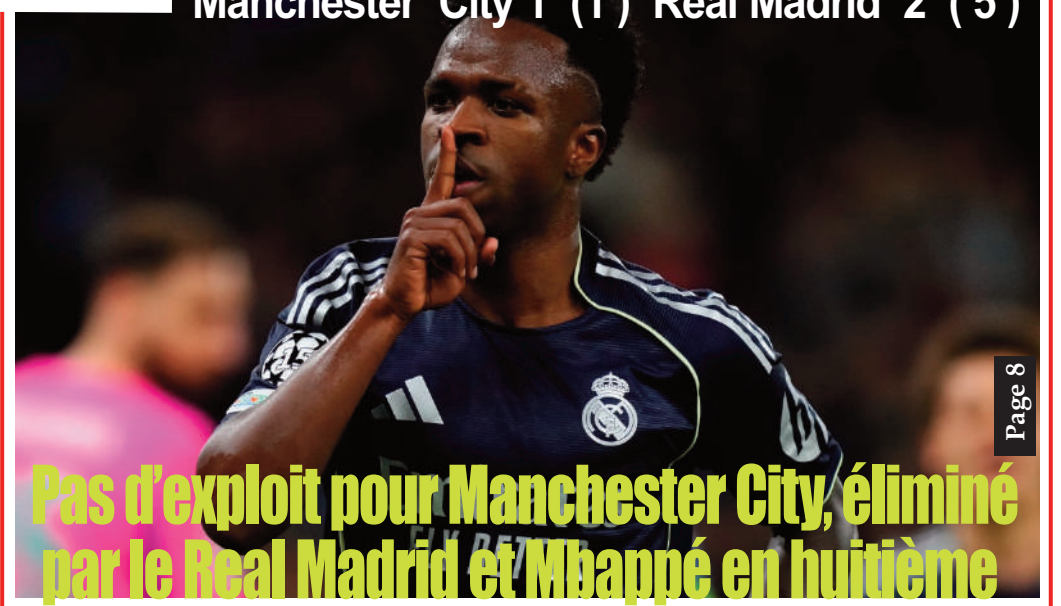 Manchester City 1 (1) Real Madrid 2 (5)
15
Page 8
Pas d'exploit pour Manchester City, éliminé
par le Real Madrid et Mbappé en huitième